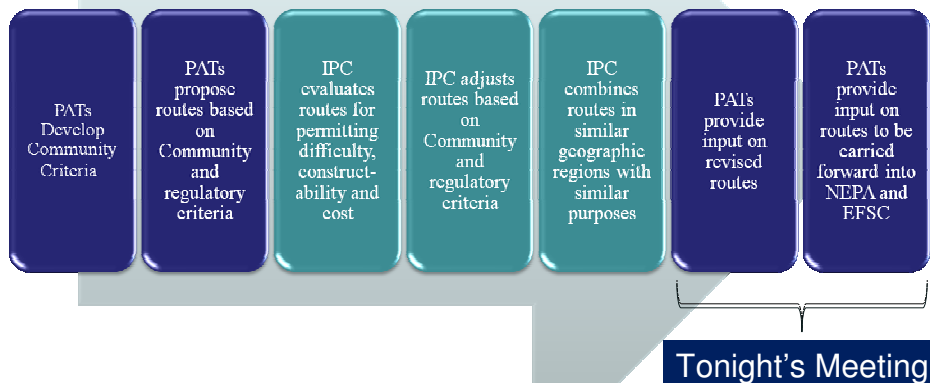 PATs
Develop
Community
Criteria
PATs
propose
routes based
on
Community
and
regulatory
criteria
IPC
evaluates
routes for
permitting
difficulty,
construct-
ability and
cost
IPC adjusts
routes based
on
Community
and
regulatory
criteria
IPC
combines
routes in
similar
geographic
regions with
similar
purposes
PATs
provide
input on
revised
routes
PATs
provide
input on
routes to be
carried
forward into
NEPA and
EFSC
Tonight's Meeting